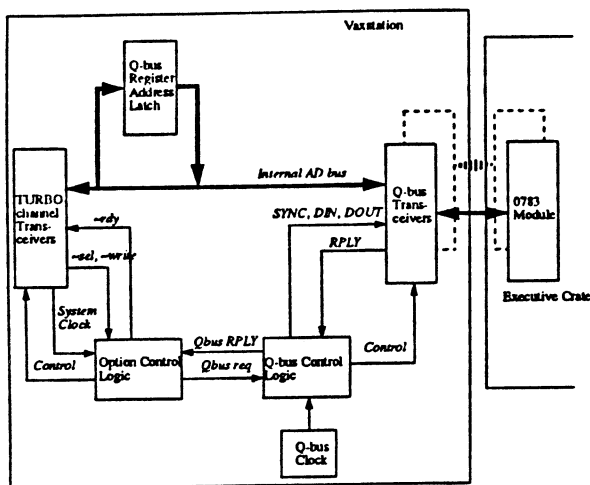 Vaxstation
Q-bus
Register
Address
Latch
Internal AD bus
TURBO
channel
Trans-
ceivers
Q-bus
Trans-
ceivers
0783
Module
SYNC, DIN, DOUT
~rdy
RPLY
~sel, ~write
Executive Crate
System
Clock
Control
Option Control
Logic
Qbus RPLY
Qbus req
Q-bus Control
Logic
Control
Q-bus
Clock